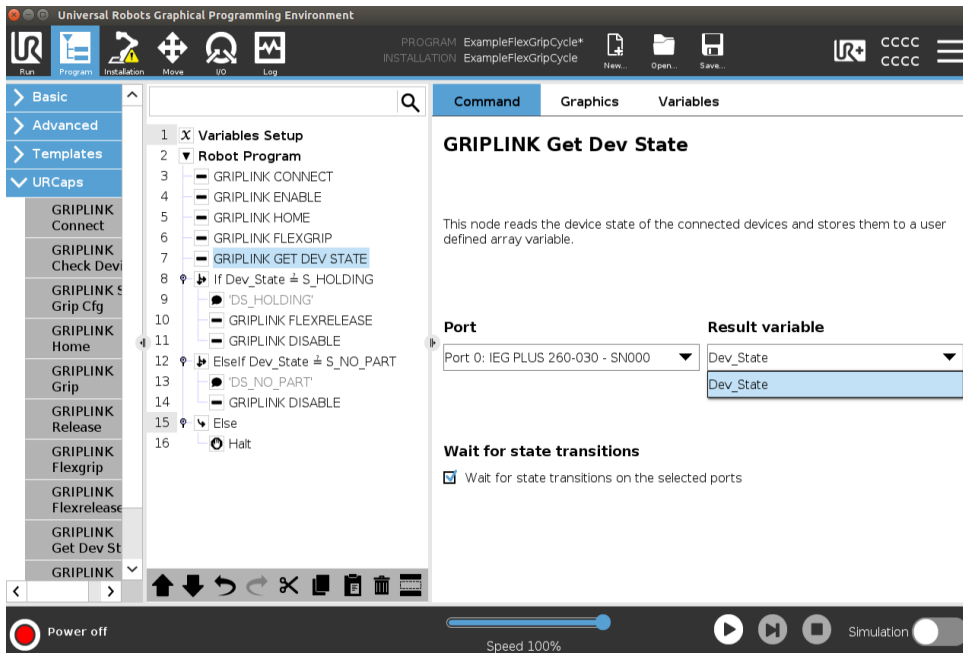 Universal Robots Graphical Programming Environment
UR
Run
Program
Installation
Move
I/O
Log
PROGRAM ExampleFlexGripCycle*
INSTALLATION ExampleFlexGripCycle
New...
Open...
Save...
UR+
CCCC
CCCC
Basic
Advanced
Templates
URCaps
GRIPLINK
Connect
GRIPLINK
Check Devi
GRIPLINK S
Grip Cfg
GRIPLINK
Home
GRIPLINK
Grip
GRIPLINK
Release
GRIPLINK
Flexgrip
GRIPLINK
Flexrelease
GRIPLINK
Get Dev St
GRIPLINK
1 X Variables Setup
2 Robot Program
3 GRIPLINK CONNECT
4 GRIPLINK ENABLE
5 GRIPLINK HOME
6 GRIPLINK FLEXGRIP
7 GRIPLINK GET DEV STATE
8 If Dev_State ≟ S_HOLDING
9 'DS_HOLDING'
10 GRIPLINK FLEXRELEASE
11 GRIPLINK DISABLE
12 ElseIf Dev_State ≟ S_NO_PART
13 'DS_NO_PART'
14 GRIPLINK DISABLE
15 Else
16 Halt
Command Graphics Variables
GRIPLINK Get Dev State
This node reads the device state of the connected devices and stores them to a user
defined array variable.
Port
Port 0: IEG PLUS 260-030 - SN000
Result variable
Dev_State
Dev_State
Wait for state transitions
Wait for state transitions on the selected ports
Power off
Speed 100%
Simulation